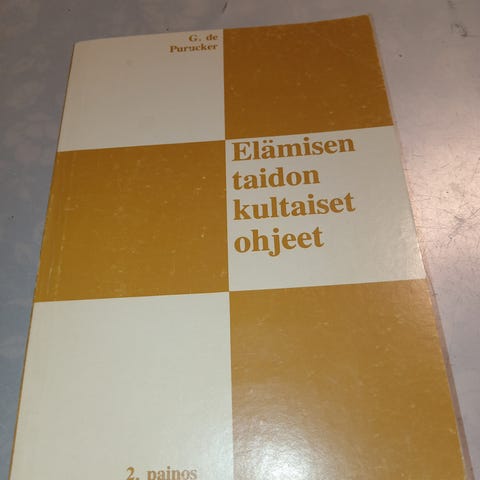 G. de
Purucker
Elämisen
taidon
kultaiset
ohjeet
2. painos